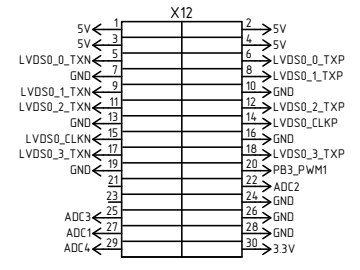 X12
5V 1 2 5V
5V 3 4 5V
LVDS0_0_TXN 5 6 LVDS0_0_TXP
GND 7 8 LVDS0_1_TXP
LVDS0_1_TXN 9 10 GND
LVDS0_2_TXN 11 12 LVDS0_2_TXP
GND 13 14 LVDS0_CLKP
LVDS0_CLKN 15 16 GND
LVDS0_3_TXN 17 18 LVDS0_3_TXP
GND 19 20 PB3_PWM1
21 22 ADC2
23 24 GND
ADC3 25 26 GND
ADC1 27 28 GND
ADC4 29 30 3.3V